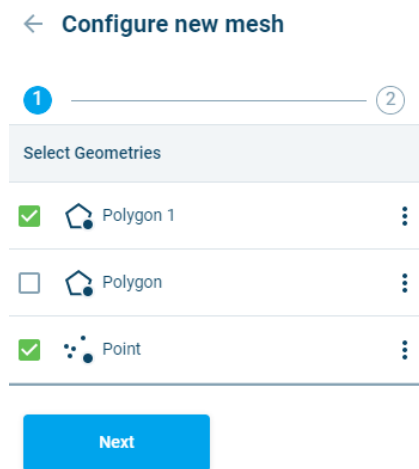 Configure new mesh
1
2
Select Geometries
Polygon 1
Polygon
Point
Next